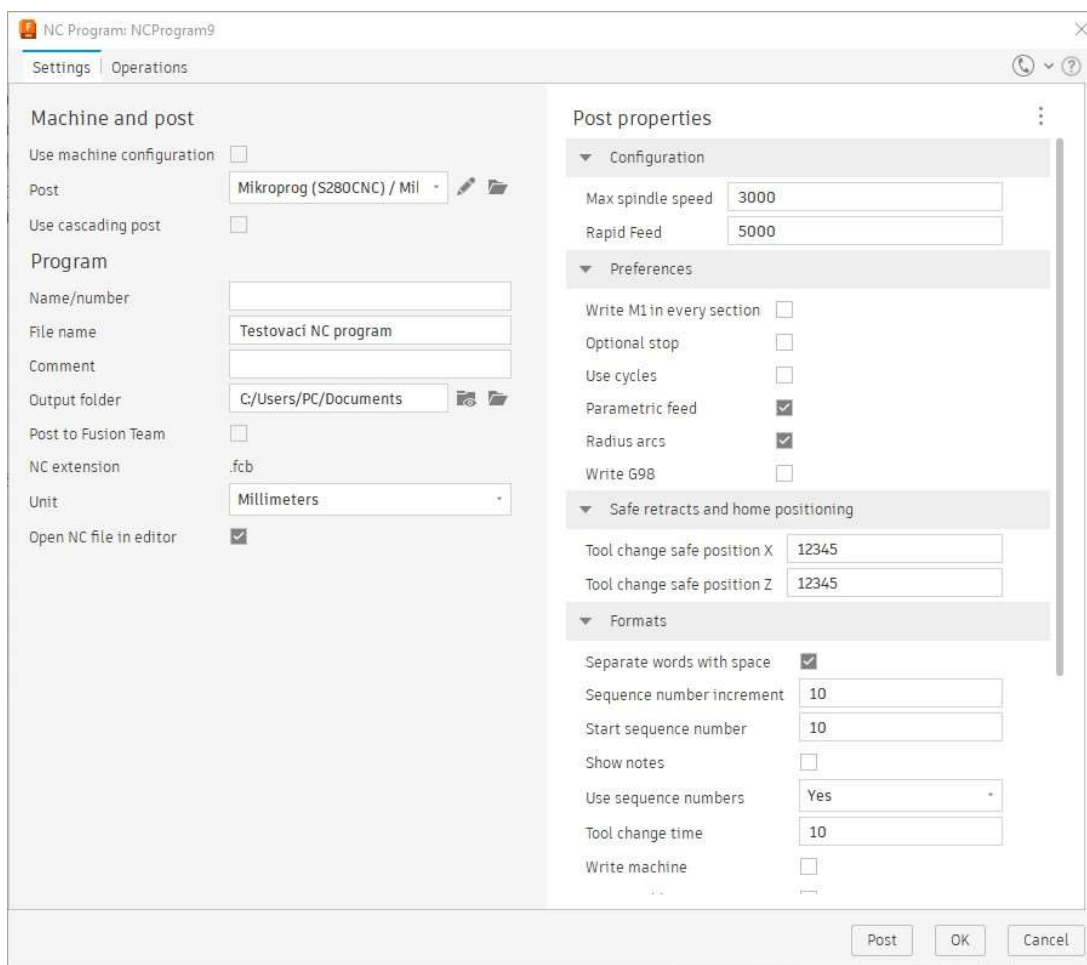 NC Program: NCProgram9
Settings | Operations
Machine and post
Use machine configuration
Post Mikroprog (S280CNC) / Mil
Use cascading post
Program
Name/number
File name Testovaci NC program
Comment
Output folder C:/Users/PC/Documents
Post to Fusion Team
NC extension .fcb
Unit Millimeters
Open NC file in editor
Post properties
Configuration
Max spindle speed 3000
Rapid Feed 5000
Preferences
Write M1 in every section
Optional stop
Use cycles
Parametric feed
Radius arcs
Write G98
Safe retracts and home positioning
Tool change safe position X 12345
Tool change safe position Z 12345
Formats
Separate words with space
Sequence number increment 10
Start sequence number 10
Show notes
Use sequence numbers Yes
Tool change time 10
Write machine
Post OK Cancel